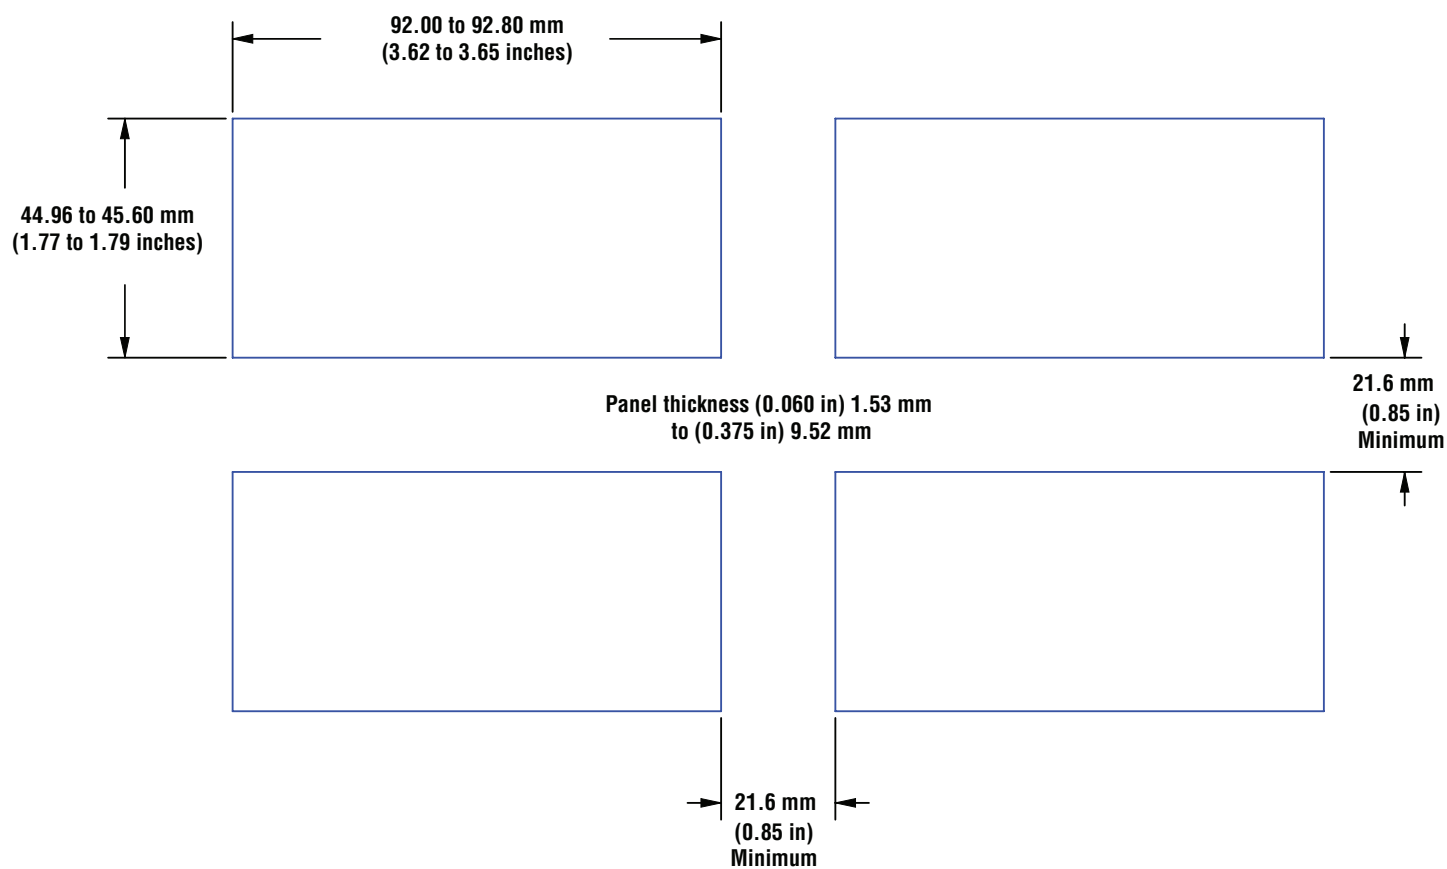 92.00 to 92.80 mm
(3.62 to 3.65 inches)
44.96 to 45.60 mm
(1.77 to 1.79 inches)
21.6 mm
(0.85 in)
Minimum
Panel thickness (0.060 in) 1.53 mm
to (0.375 in) 9.52 mm
21.6 mm
(0.85 in)
Minimum